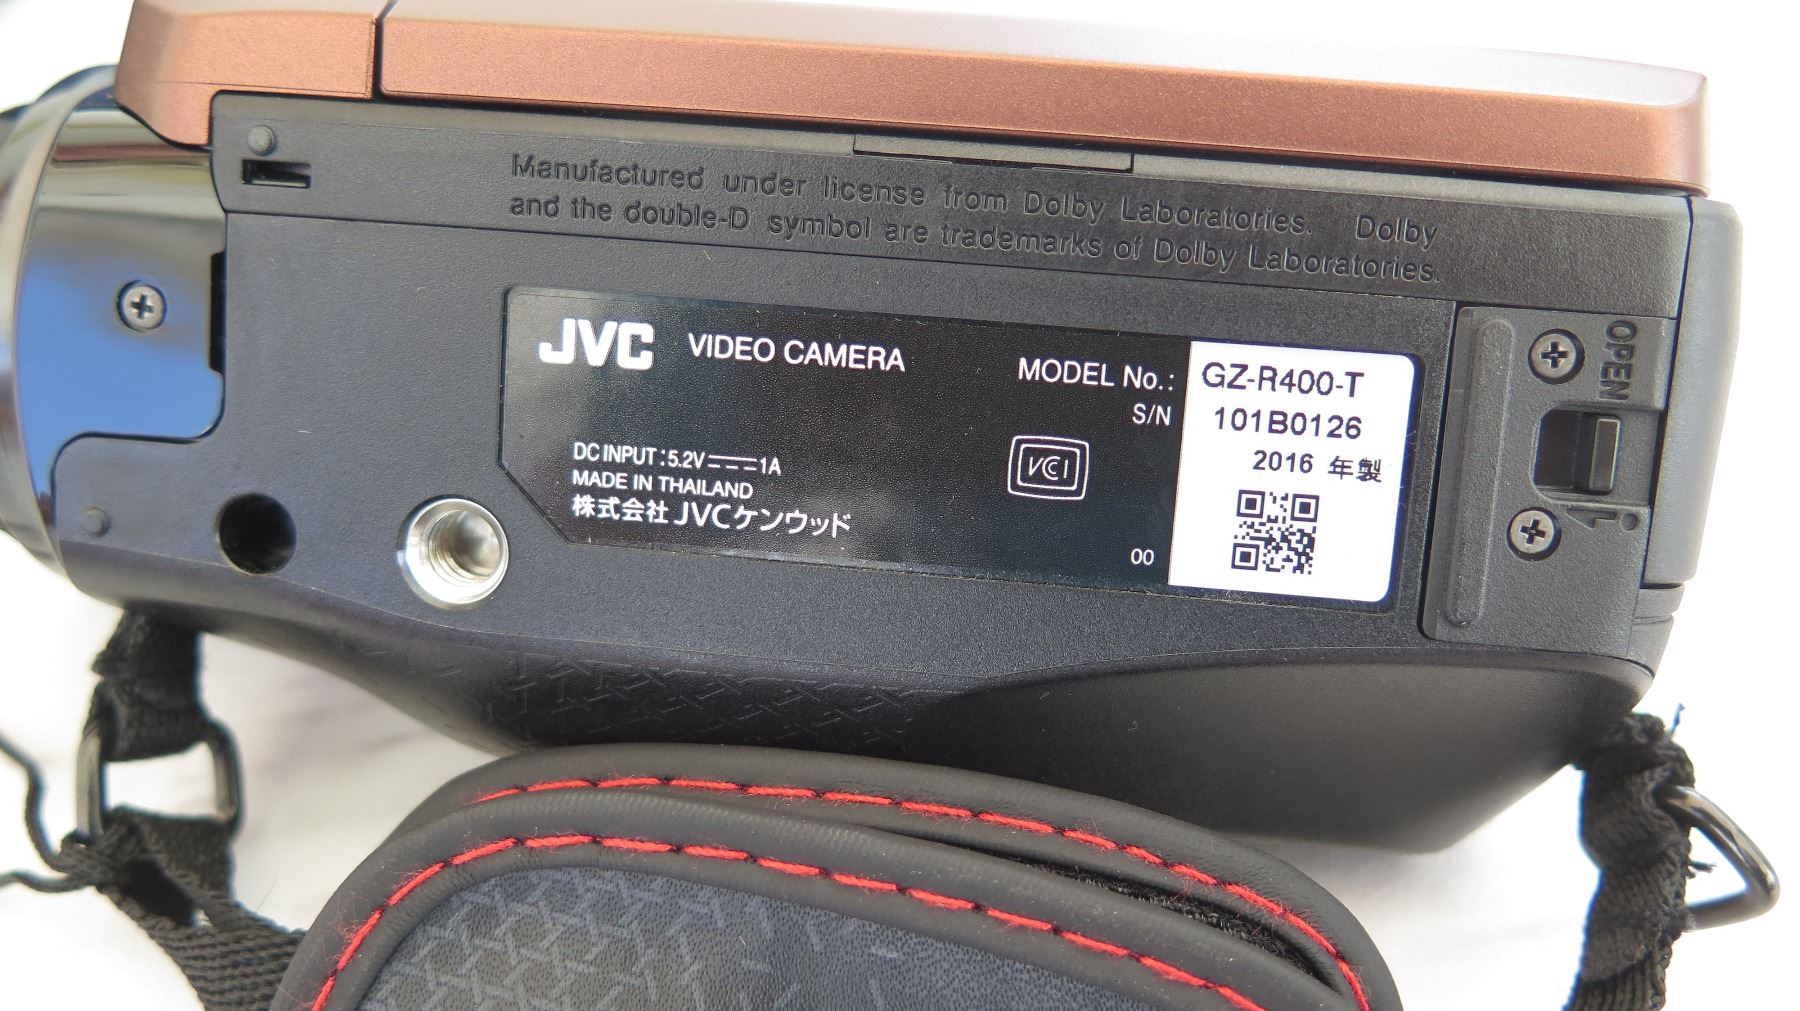 Manufactured under license from Dolby Laboratories. Dolby
and the double-D symbol are trademarks of Dolby Laboratories.
JVC VIDEO CAMERA
MODEL No.: GZ-R400-T
S/N 101B0126
2016 年製
DC INPUT : 5.2V 1A
MADE IN THAILAND
株式会社 JVCケンウッド
VCI
00
OPEN
1